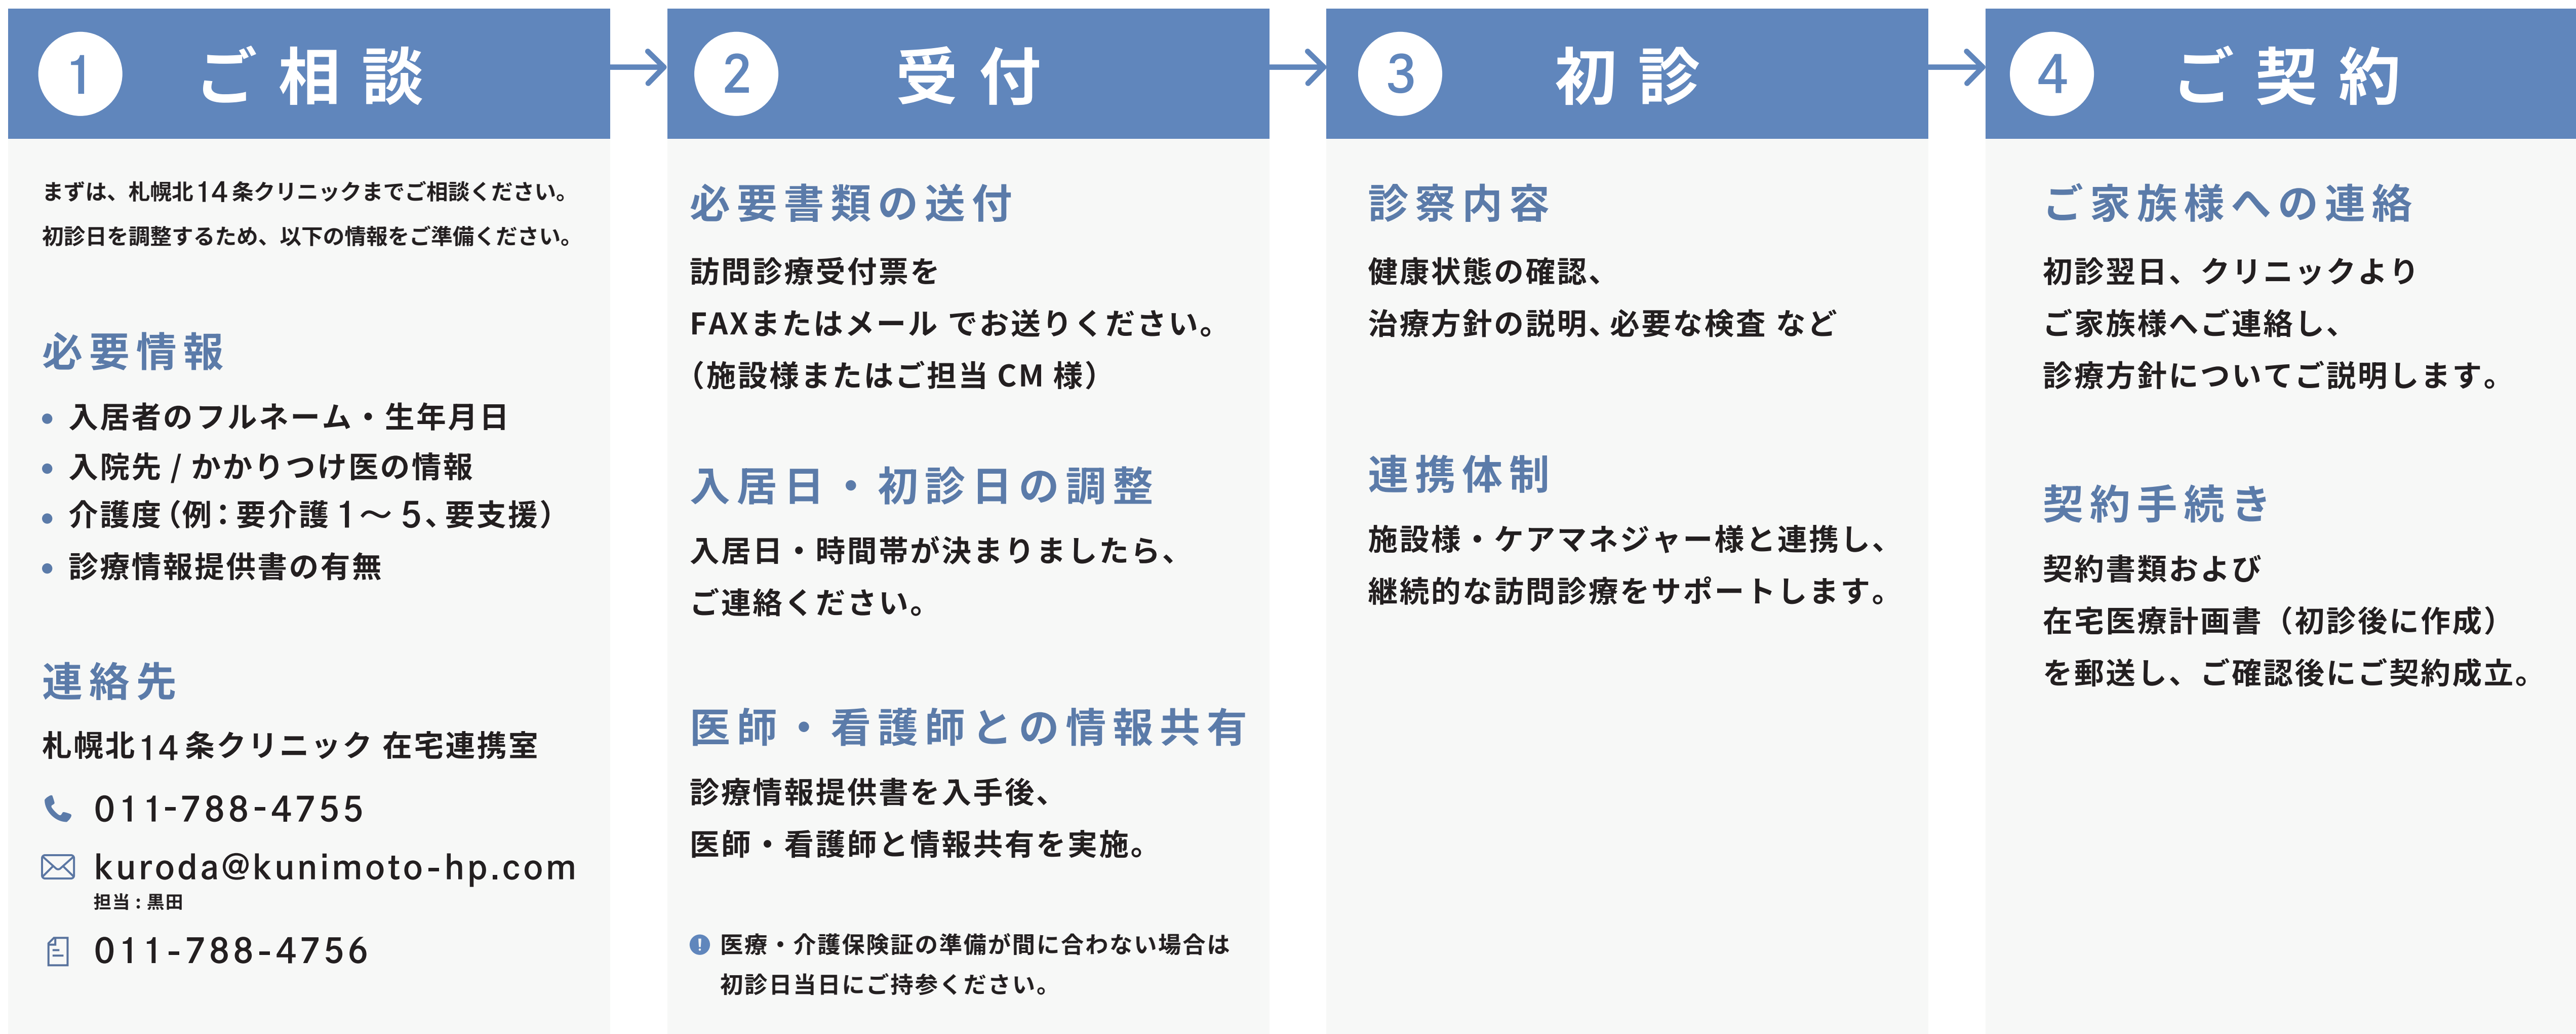 1 ご相談
まずは、札幌北14条クリニックまでご相談ください。
初診日を調整するため、以下の情報をご準備ください。
必要情報
• 入居者のフルネーム・生年月日
• 入院先 / かかりつけ医の情報
• 介護度（例：要介護 1～ 5、要支援）
• 診療情報提供書の有無
連絡先
札幌北14条クリニック 在宅連携室
011-788-4755
kuroda@kunimoto-hp.com
担当：黒田
011-788-4756
2 受付
必要書類の送付
訪問診療受付票を
FAXまたはメール でお送りください。
（施設様またはご担当 CM 様）
入居日・初診日の調整
入居日・時間帯が決まりましたら、
ご連絡ください。
医師・看護師との情報共有
診療情報提供書を入手後、
医師・看護師と情報共有を実施。
! 医療・介護保険証の準備が間に合わない場合は
初診日当日にご持参ください。
3 初診
診察内容
健康状態の確認、
治療方針の説明、必要な検査 など
連携体制
施設様・ケアマネジャー様と連携し、
継続的な訪問診療をサポートします。
4 ご契約
ご家族様への連絡
初診翌日、クリニックより
ご家族様へご連絡し、
診療方針についてご説明します。
契約手続き
契約書類および
在宅医療計画書（初診後に作成）
を郵送し、ご確認後にご契約成立。